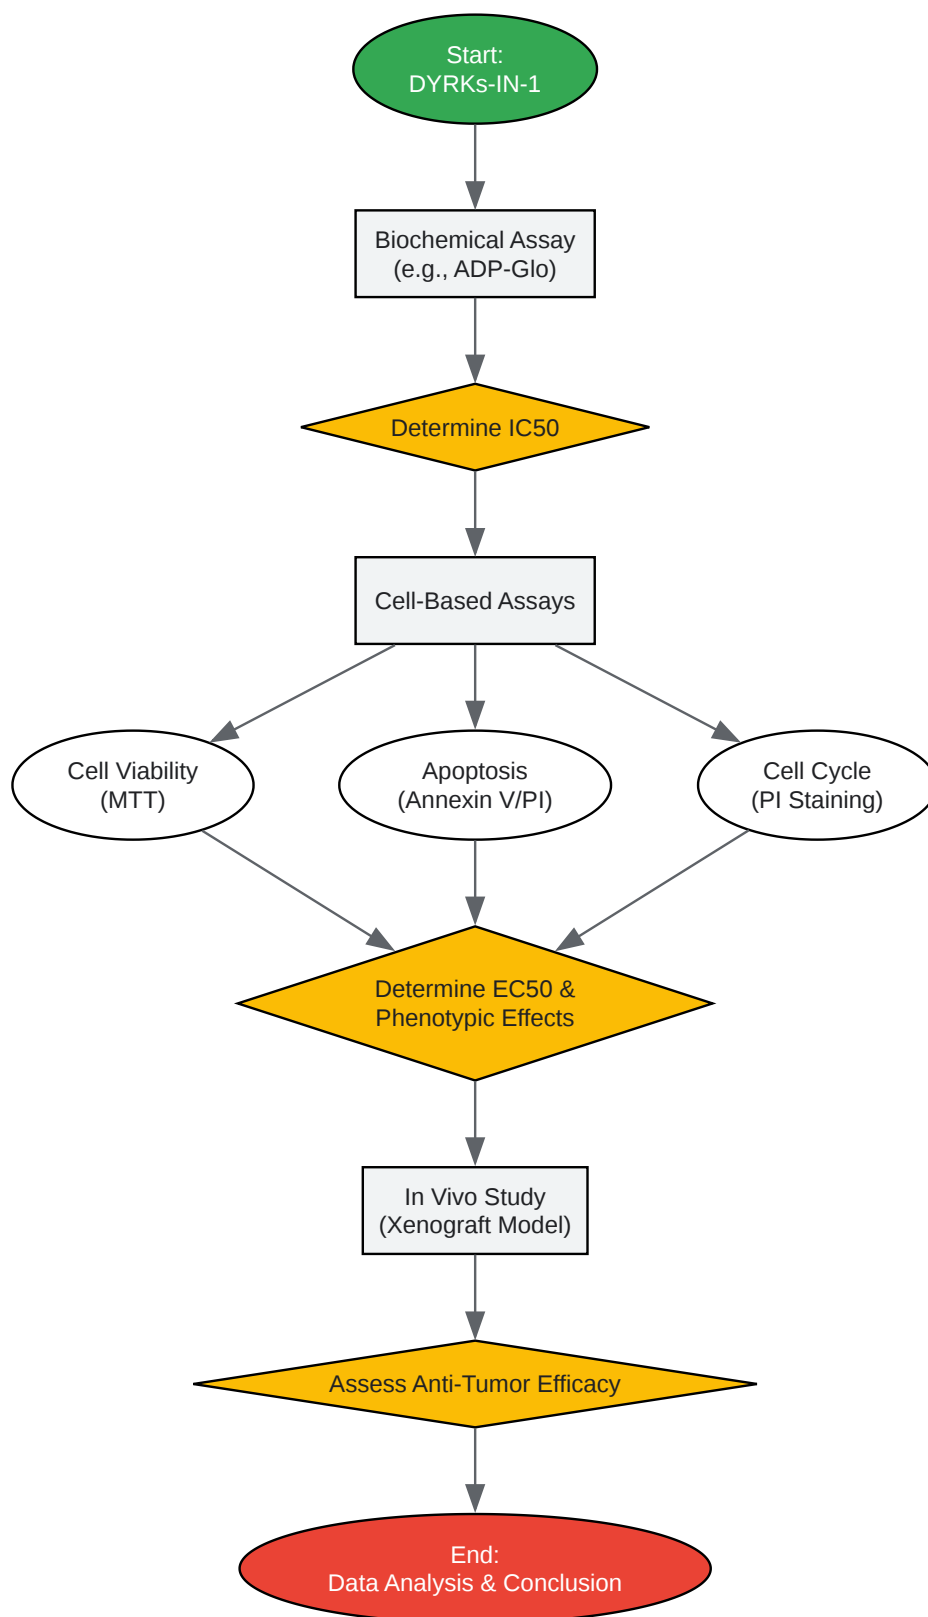 Start:
DYRKs-IN-1
Biochemical Assay
(e.g., ADP-Glo)
Determine IC50
Cell-Based Assays
Cell Viability
(MTT)
Apoptosis
(Annexin V/PI)
Cell Cycle
(PI Staining)
Determine EC50 &
Phenotypic Effects
In Vivo Study
(Xenograft Model)
Assess Anti-Tumor Efficacy
End:
Data Analysis & Conclusion